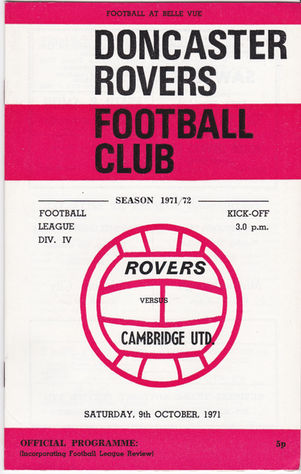 FOOTBALL AT BELLE VUE
DONCASTER
ROVERS
FOOTBALL
CLUB
SEASON 1971/72
FOOTBALL
LEAGUE
DIV. IV
KICK-OFF
3.0 p.m.
ROVERS
VERSUS
CAMBRIDGE UTD.
SATURDAY, 9th OCTOBER, 1971
OFFICIAL PROGRAMME:
(Incorporating Football League Review)
5p